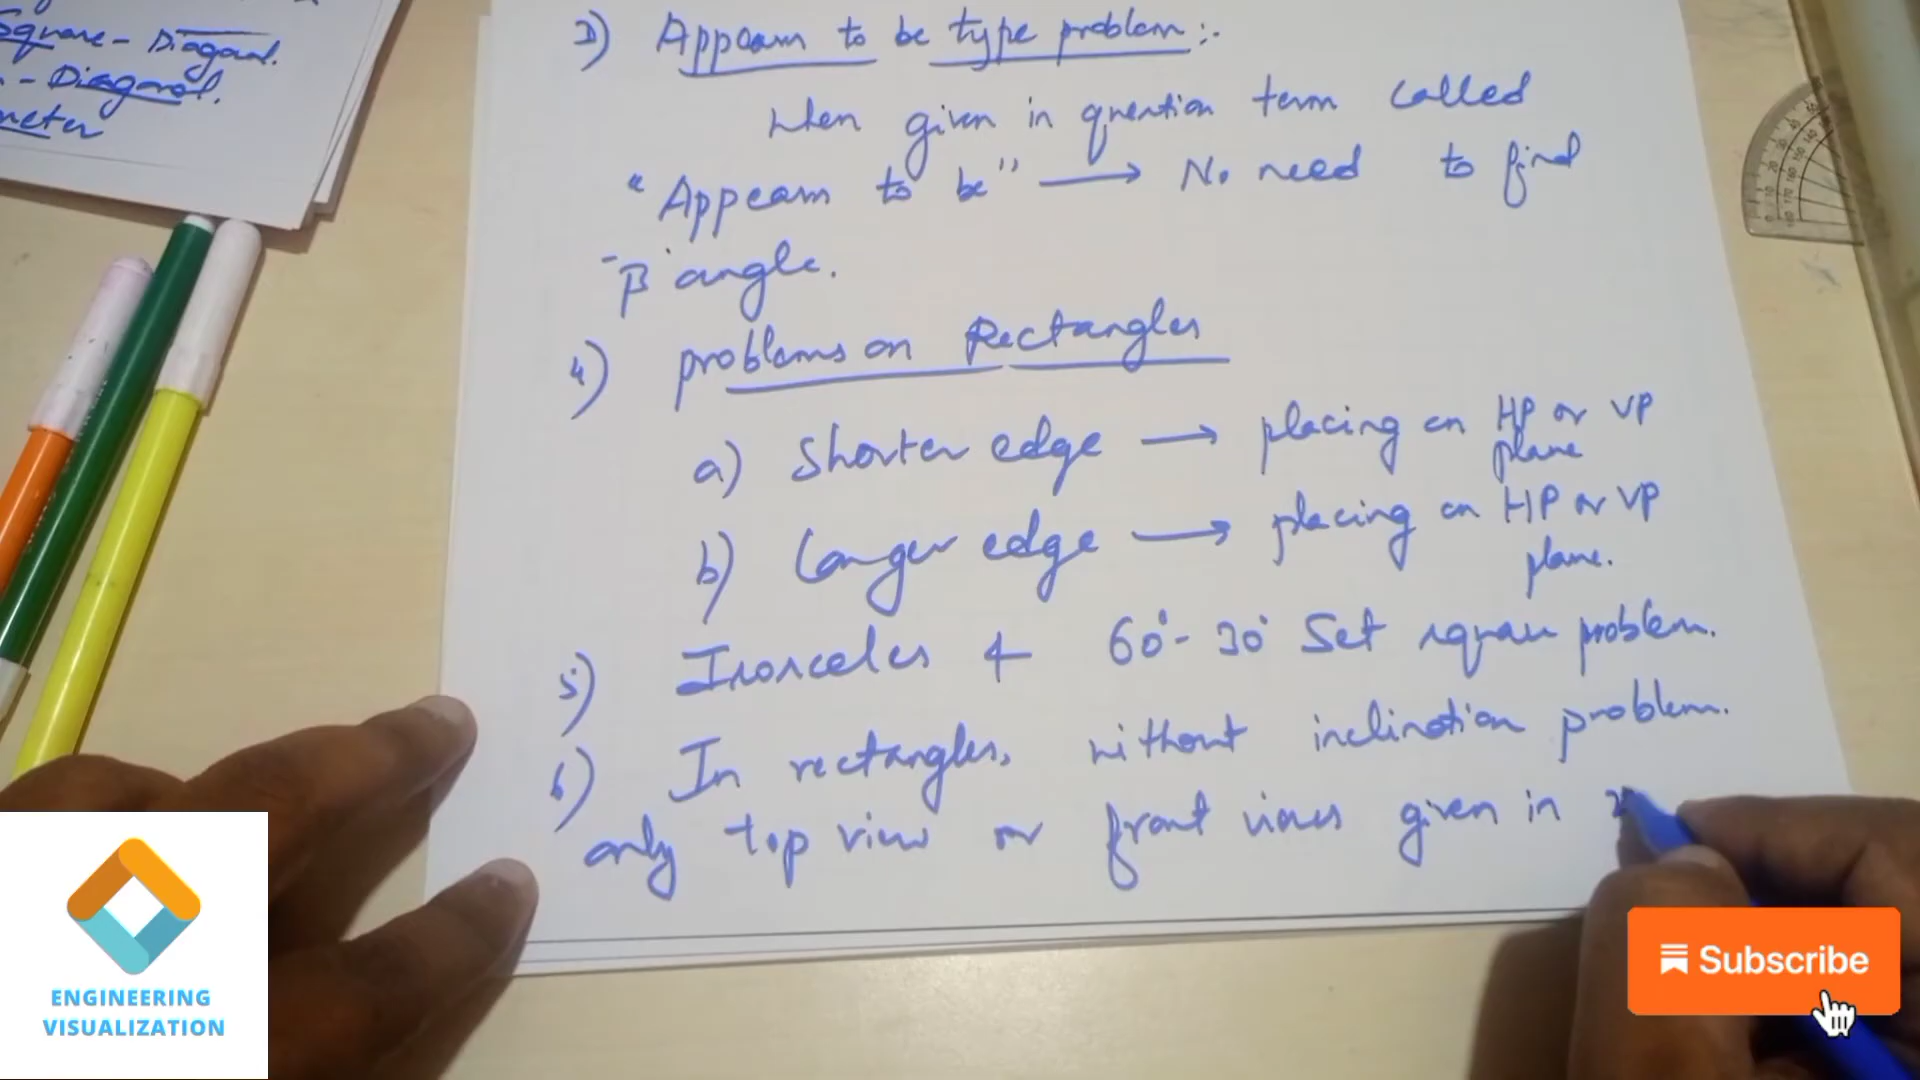 Square - Diagonal.
- Diagonal.
meter
3) Appears to be type problem :-
when given in question term called
"Appears to be" → No need to find
'β' angle.
4) problems on Rectangles
a) Shorter edge → placing on HP or VP
plane
b) Longer edge → placing on HP or VP
plane.
5) Isosceles & 60°- 30° Set square problem.
6) In rectangles, without inclination problem.
only top view or front views given in
ENGINEERING
VISUALIZATION
Subscribe